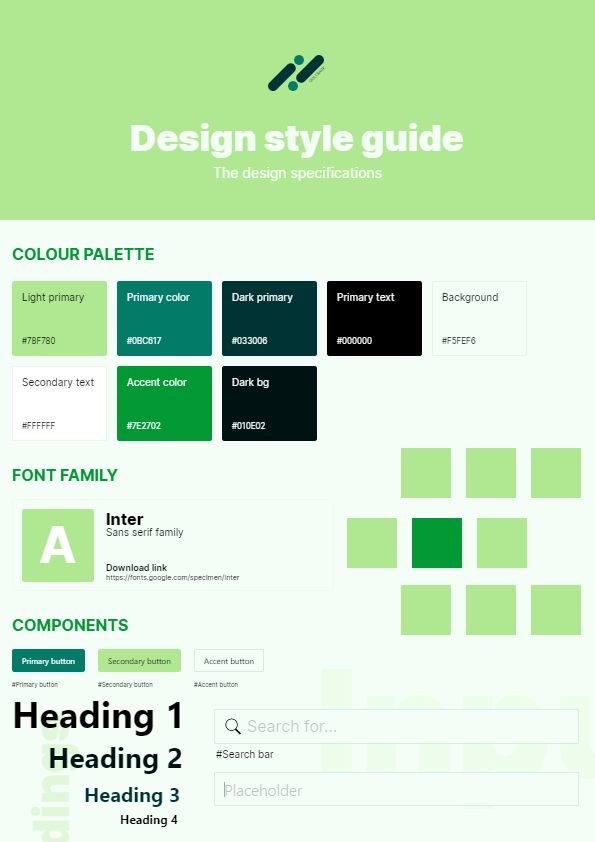 Design style guide
The design specifications
COLOUR PALETTE
Light primary
#78F780
Primary color
#0BC617
Dark primary
#033006
Primary text
#000000
Background
#F5FEF6
Secondary text
#FFFFFF
Accent color
#7E2702
Dark bg
#010E02
FONT FAMILY
A
Inter
Sans serif family
Download link
https://fonts.google.com/specimen/Inter
COMPONENTS
Primary button
Secondary button
Accent button
#Primary button
#Secondary button
#Accent button
Heading 1
Heading 2
Heading 3
Heading 4
dings
Inpu
Search for...
#Search bar
Placeholder